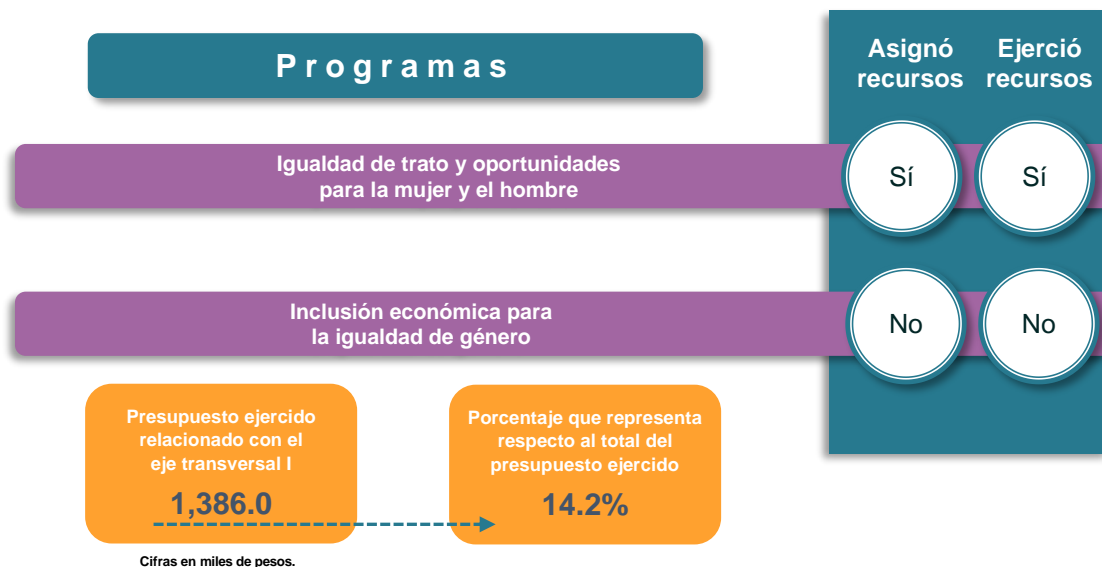 Programas
Asignó
recursos
Ejerció
recursos
Igualdad de trato y oportunidades
para la mujer y el hombre
Sí
Sí
Inclusión económica para
la igualdad de género
No
No
Presupuesto ejercido
relacionado con el
eje transversal I
1,386.0
Porcentaje que representa
respecto al total del
presupuesto ejercido
14.2%
Cifras en miles de pesos.